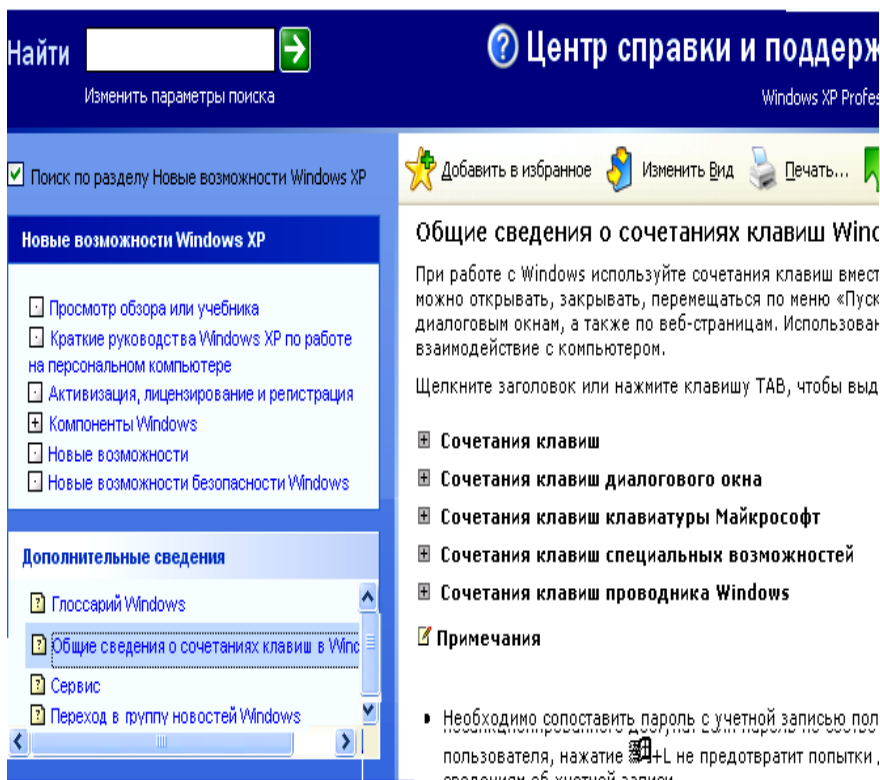 Найти
Центр справки и поддерж
Изменить параметры поиска
Windows XP Profes
Поиск по разделу Новые возможности Windows XP
Новые возможности Windows XP
Просмотр обзора или учебника
Краткие руководства Windows XP по работе
на персональном компьютере
Активизация, лицензирование и регистрация
Компоненты Windows
Новые возможности
Новые возможности безопасности Windows
Дополнительные сведения
Глоссарий Windows
Общие сведения о сочетаниях клавиш в Winc
Сервис
Переход в группу новостей Windows
Добавить в избранное Изменить Вид Печать...
Общие сведения о сочетаниях клавиш Winc
При работе с Windows используйте сочетания клавиш вмест
можно открывать, закрывать, перемещаться по меню «Пуск
диалоговым окнам, а также по веб-страницам. Использован
взаимодействие с компьютером.
Щелкните заголовок или нажмите клавишу TAB, чтобы выд
Сочетания клавиш
Сочетания клавиш диалогового окна
Сочетания клавиш клавиатуры Майкрософт
Сочетания клавиш специальных возможностей
Сочетания клавиш проводника Windows
Примечания
Необходимо сопоставить пароль с учетной записью пол
пользователя, нажатие +L не предотвратит попытки
сведениям об учетной записи